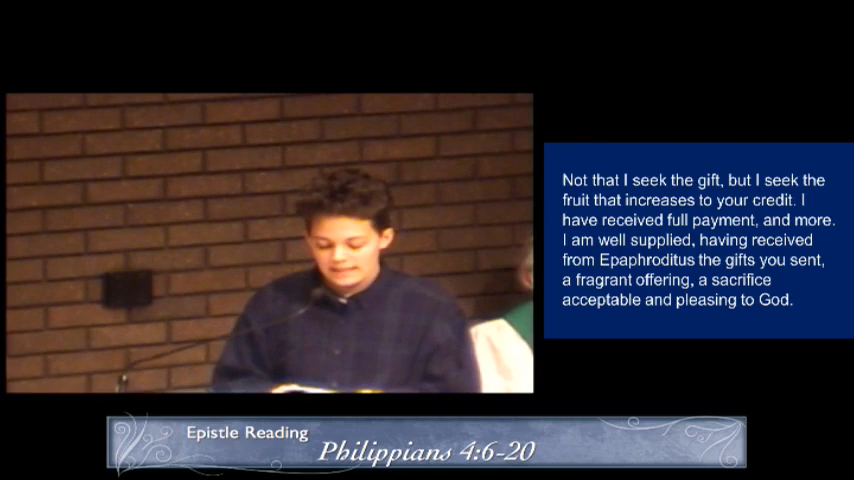 Not that I seek the gift, but I seek the
fruit that increases to your credit. I
have received full payment, and more.
I am well supplied, having received
from Epaphroditus the gifts you sent,
a fragrant offering, a sacrifice
acceptable and pleasing to God.
Epistle Reading
Philippians 4:6-20